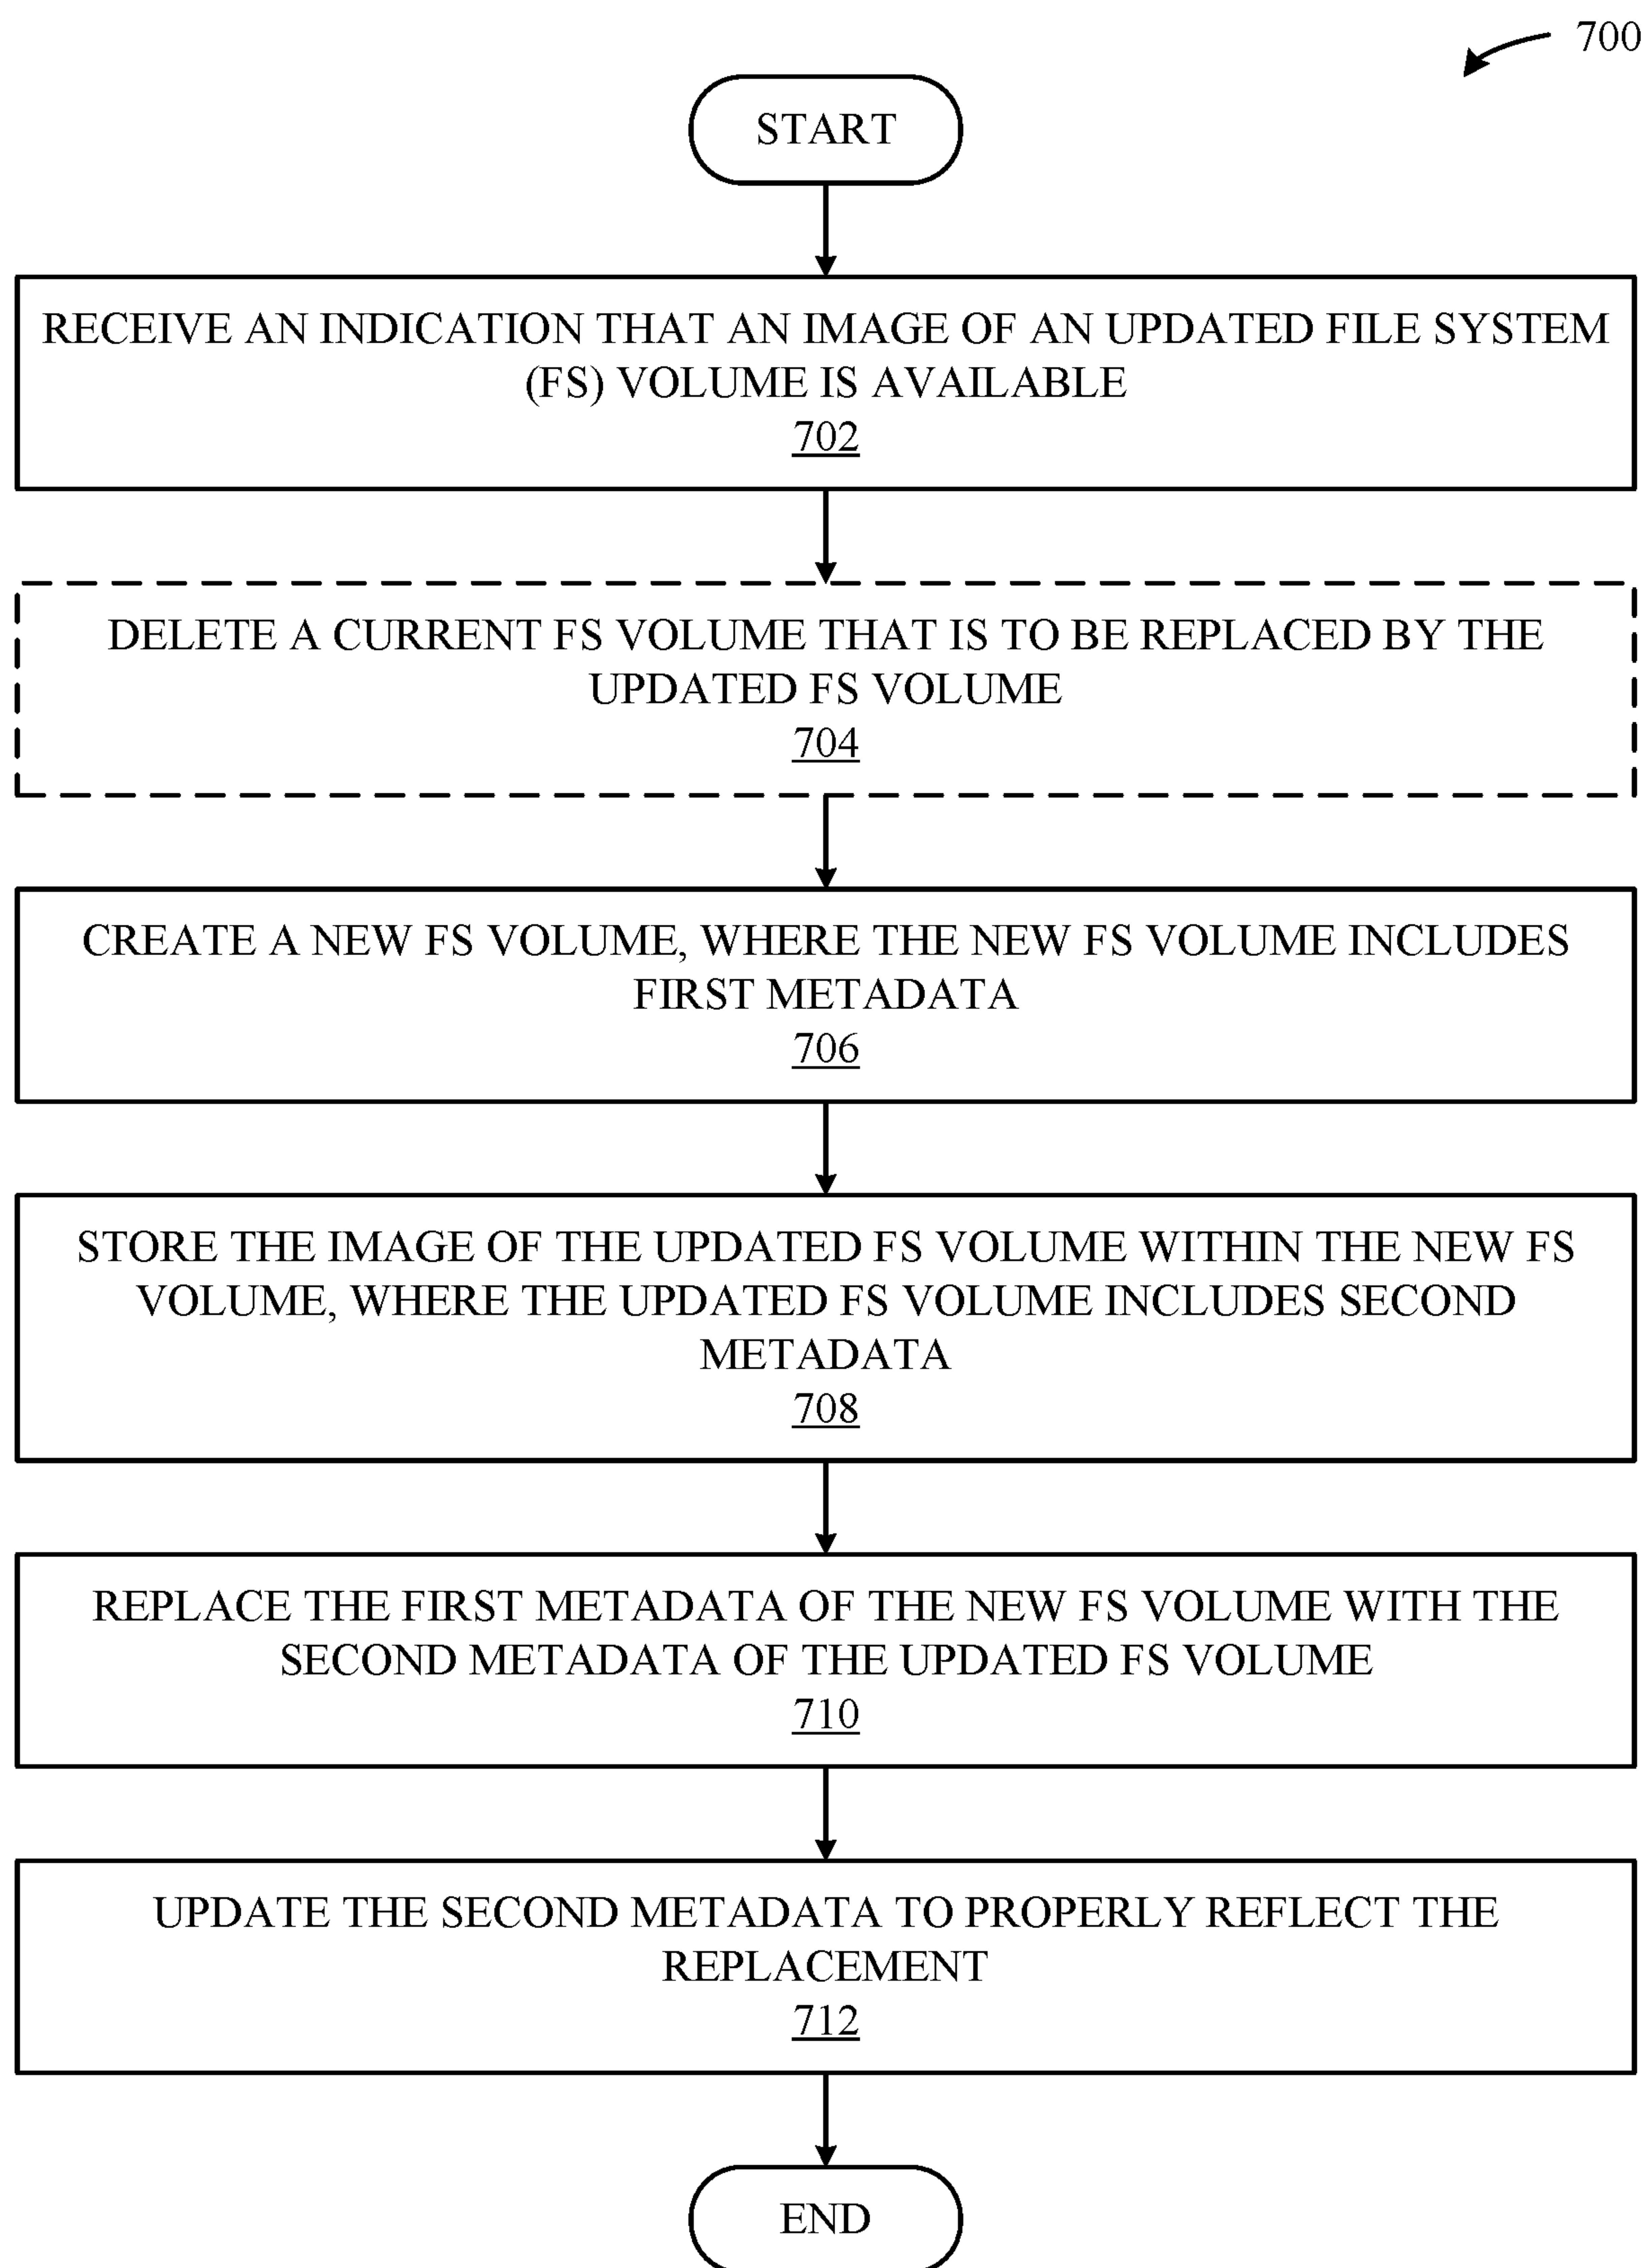 700
START
RECEIVE AN INDICATION THAT AN IMAGE OF AN UPDATED FILE SYSTEM
(FS) VOLUME IS AVAILABLE
702
DELETE A CURRENT FS VOLUME THAT IS TO BE REPLACED BY THE
UPDATED FS VOLUME
704
CREATE A NEW FS VOLUME, WHERE THE NEW FS VOLUME INCLUDES
FIRST METADATA
706
STORE THE IMAGE OF THE UPDATED FS VOLUME WITHIN THE NEW FS
VOLUME, WHERE THE UPDATED FS VOLUME INCLUDES SECOND
METADATA
708
REPLACE THE FIRST METADATA OF THE NEW FS VOLUME WITH THE
SECOND METADATA OF THE UPDATED FS VOLUME
710
UPDATE THE SECOND METADATA TO PROPERLY REFLECT THE
REPLACEMENT
712
END